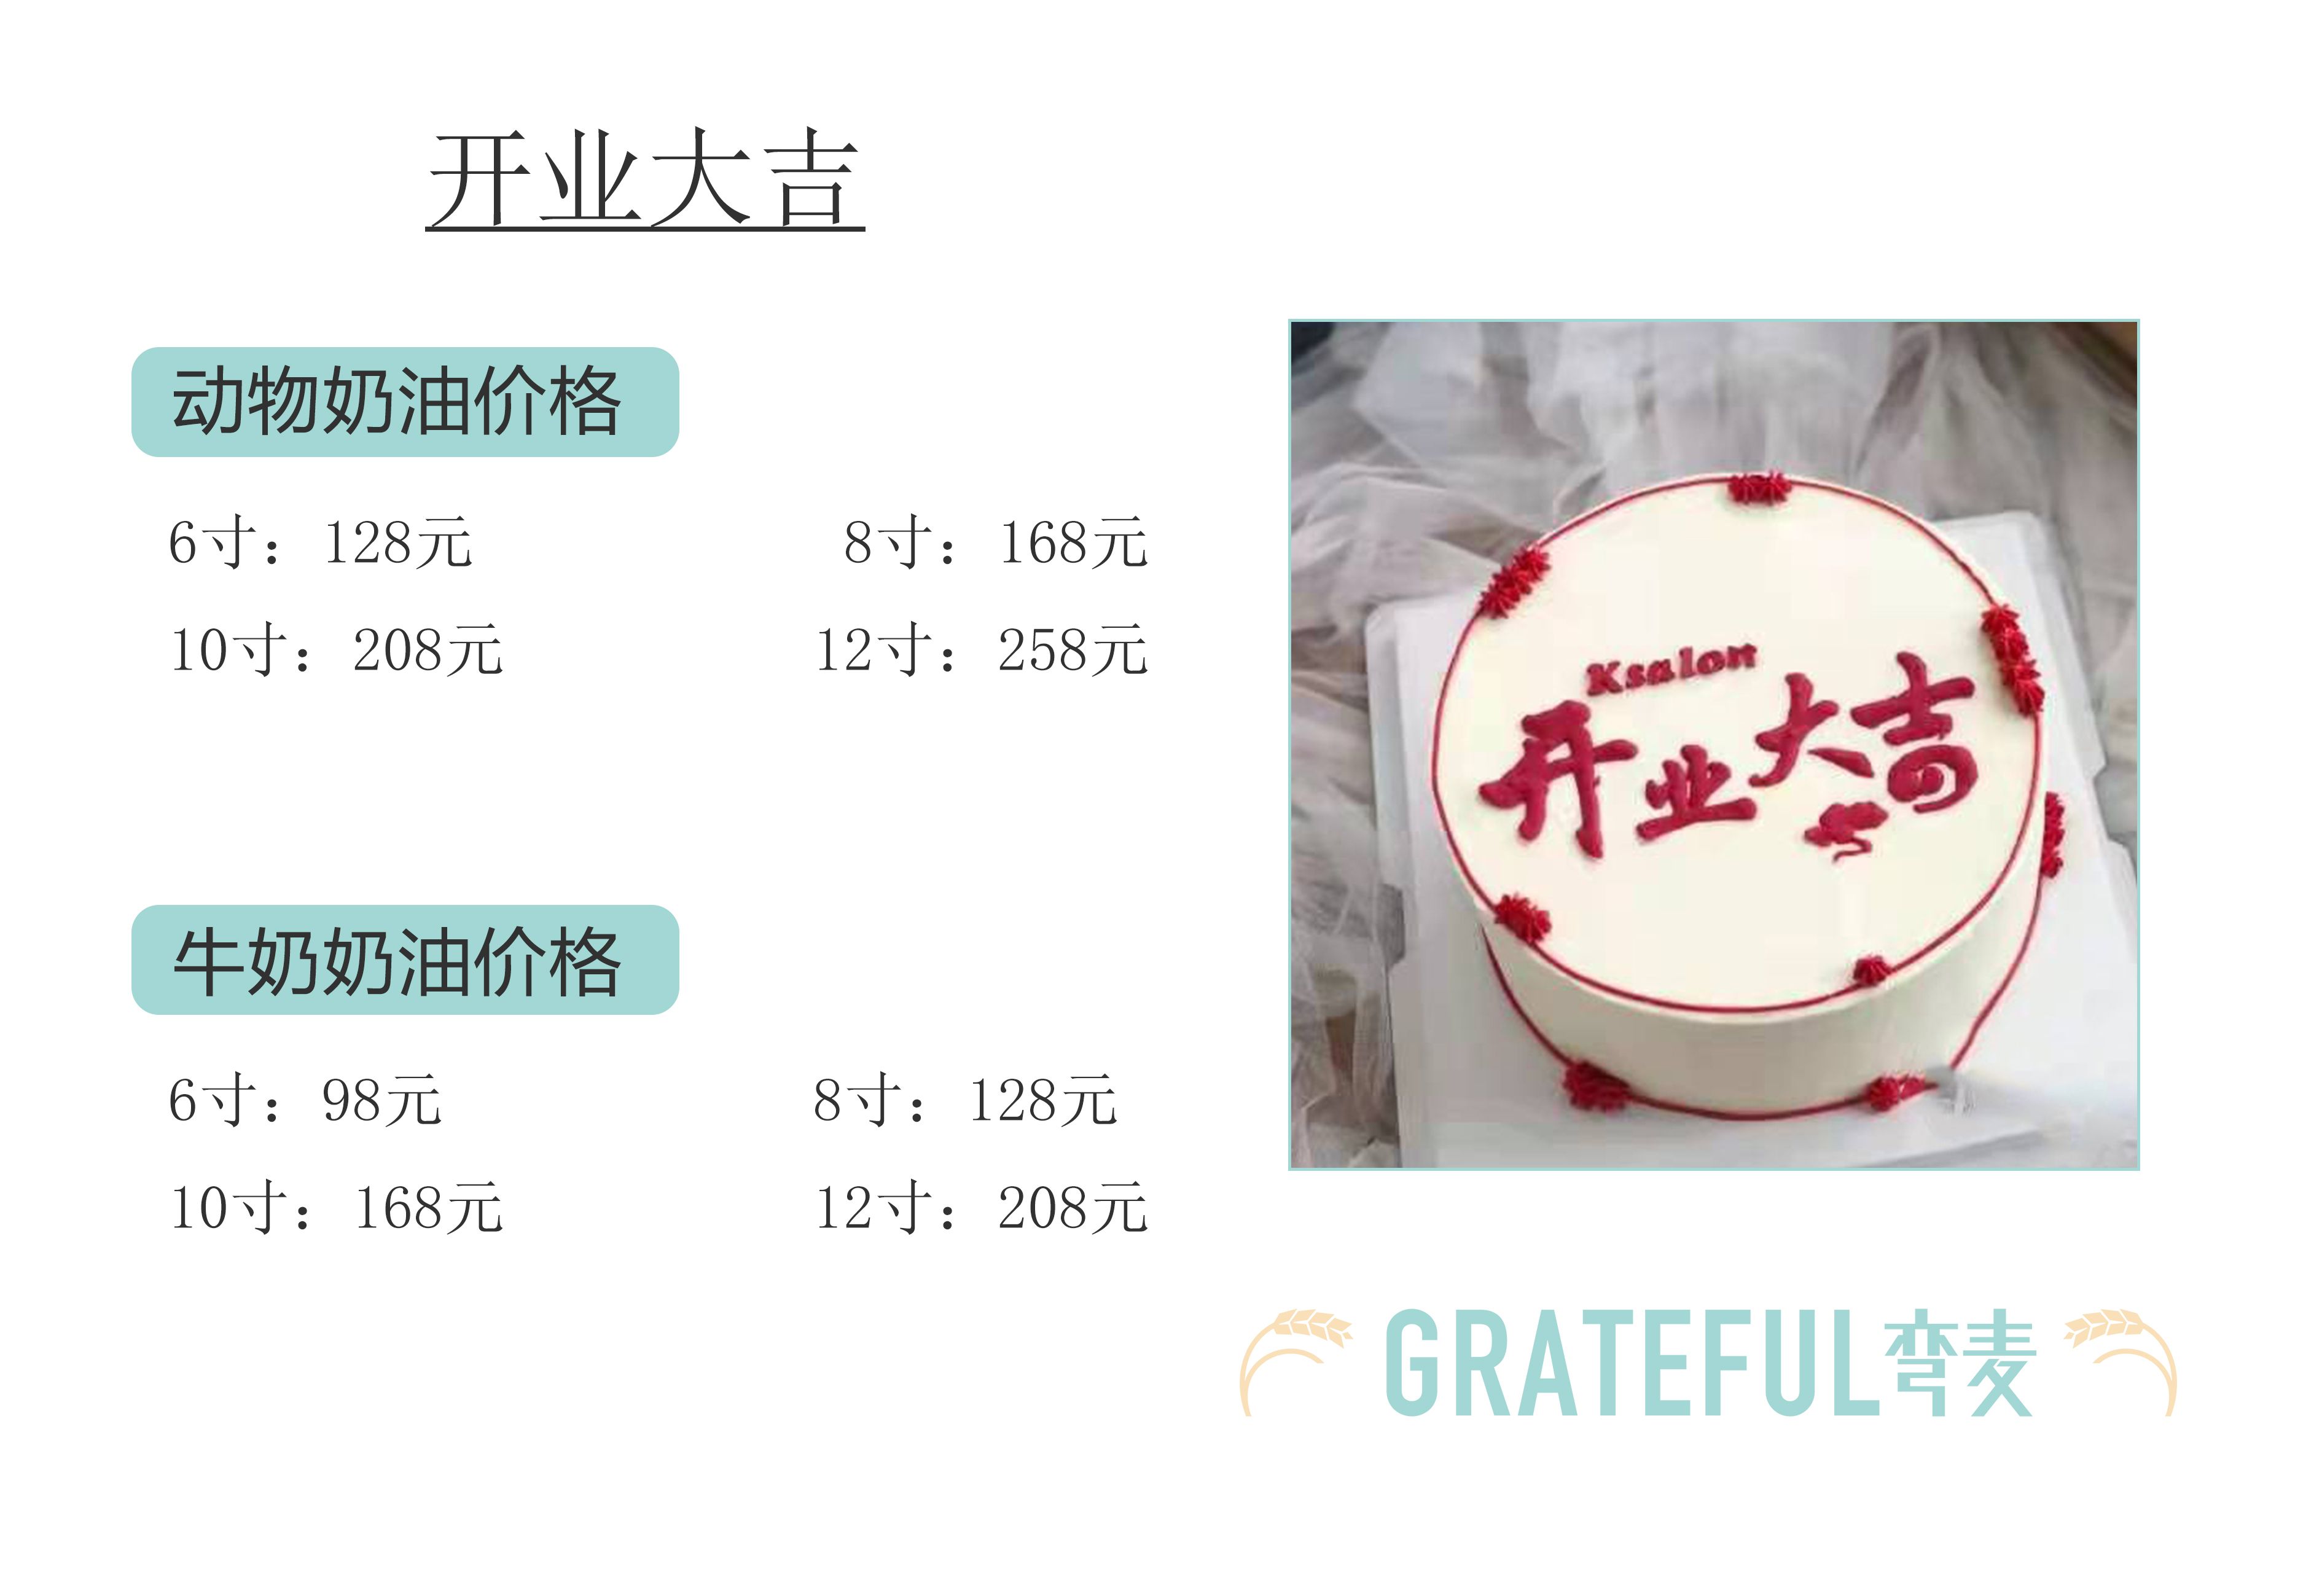 开业大吉
动物奶油价格
6寸：128元
8寸：168元
10寸：208元
12寸：258元
牛奶奶油价格
6寸：98元
8寸：128元
10寸：168元
12寸：208元
Ksalon
开业大吉
GRATEFUL弯麦